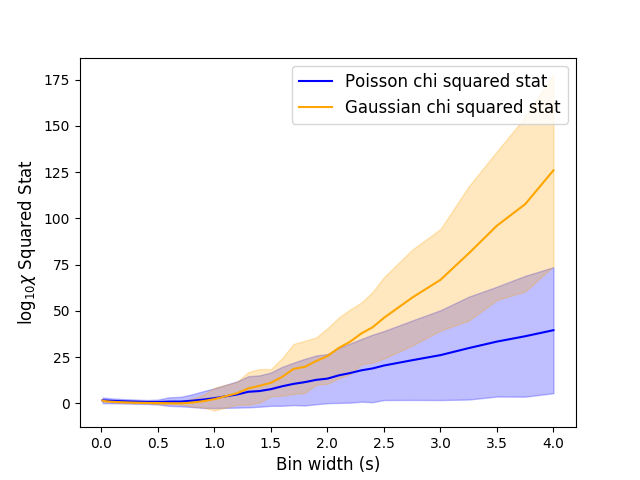 Poisson chi squared stat
Gaussian chi squared stat
175
150
125
100
75
50
25
0
log₁₀χ Squared Stat
0.0 0.5 1.0 1.5 2.0 2.5 3.0 3.5 4.0
Bin width (s)